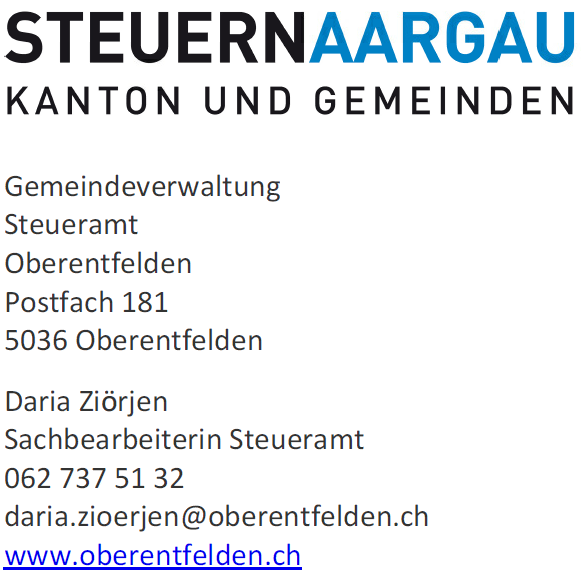 STEUERNAARGAU
KANTON UND GEMEINDEN
Gemeindeverwaltung
Steueramt
Oberentfelden
Postfach 181
5036 Oberentfelden
Daria Ziörjen
Sachbearbeiterin Steueramt
062 737 51 32
daria.zioerjen@oberentfelden.ch
www.oberentfelden.ch